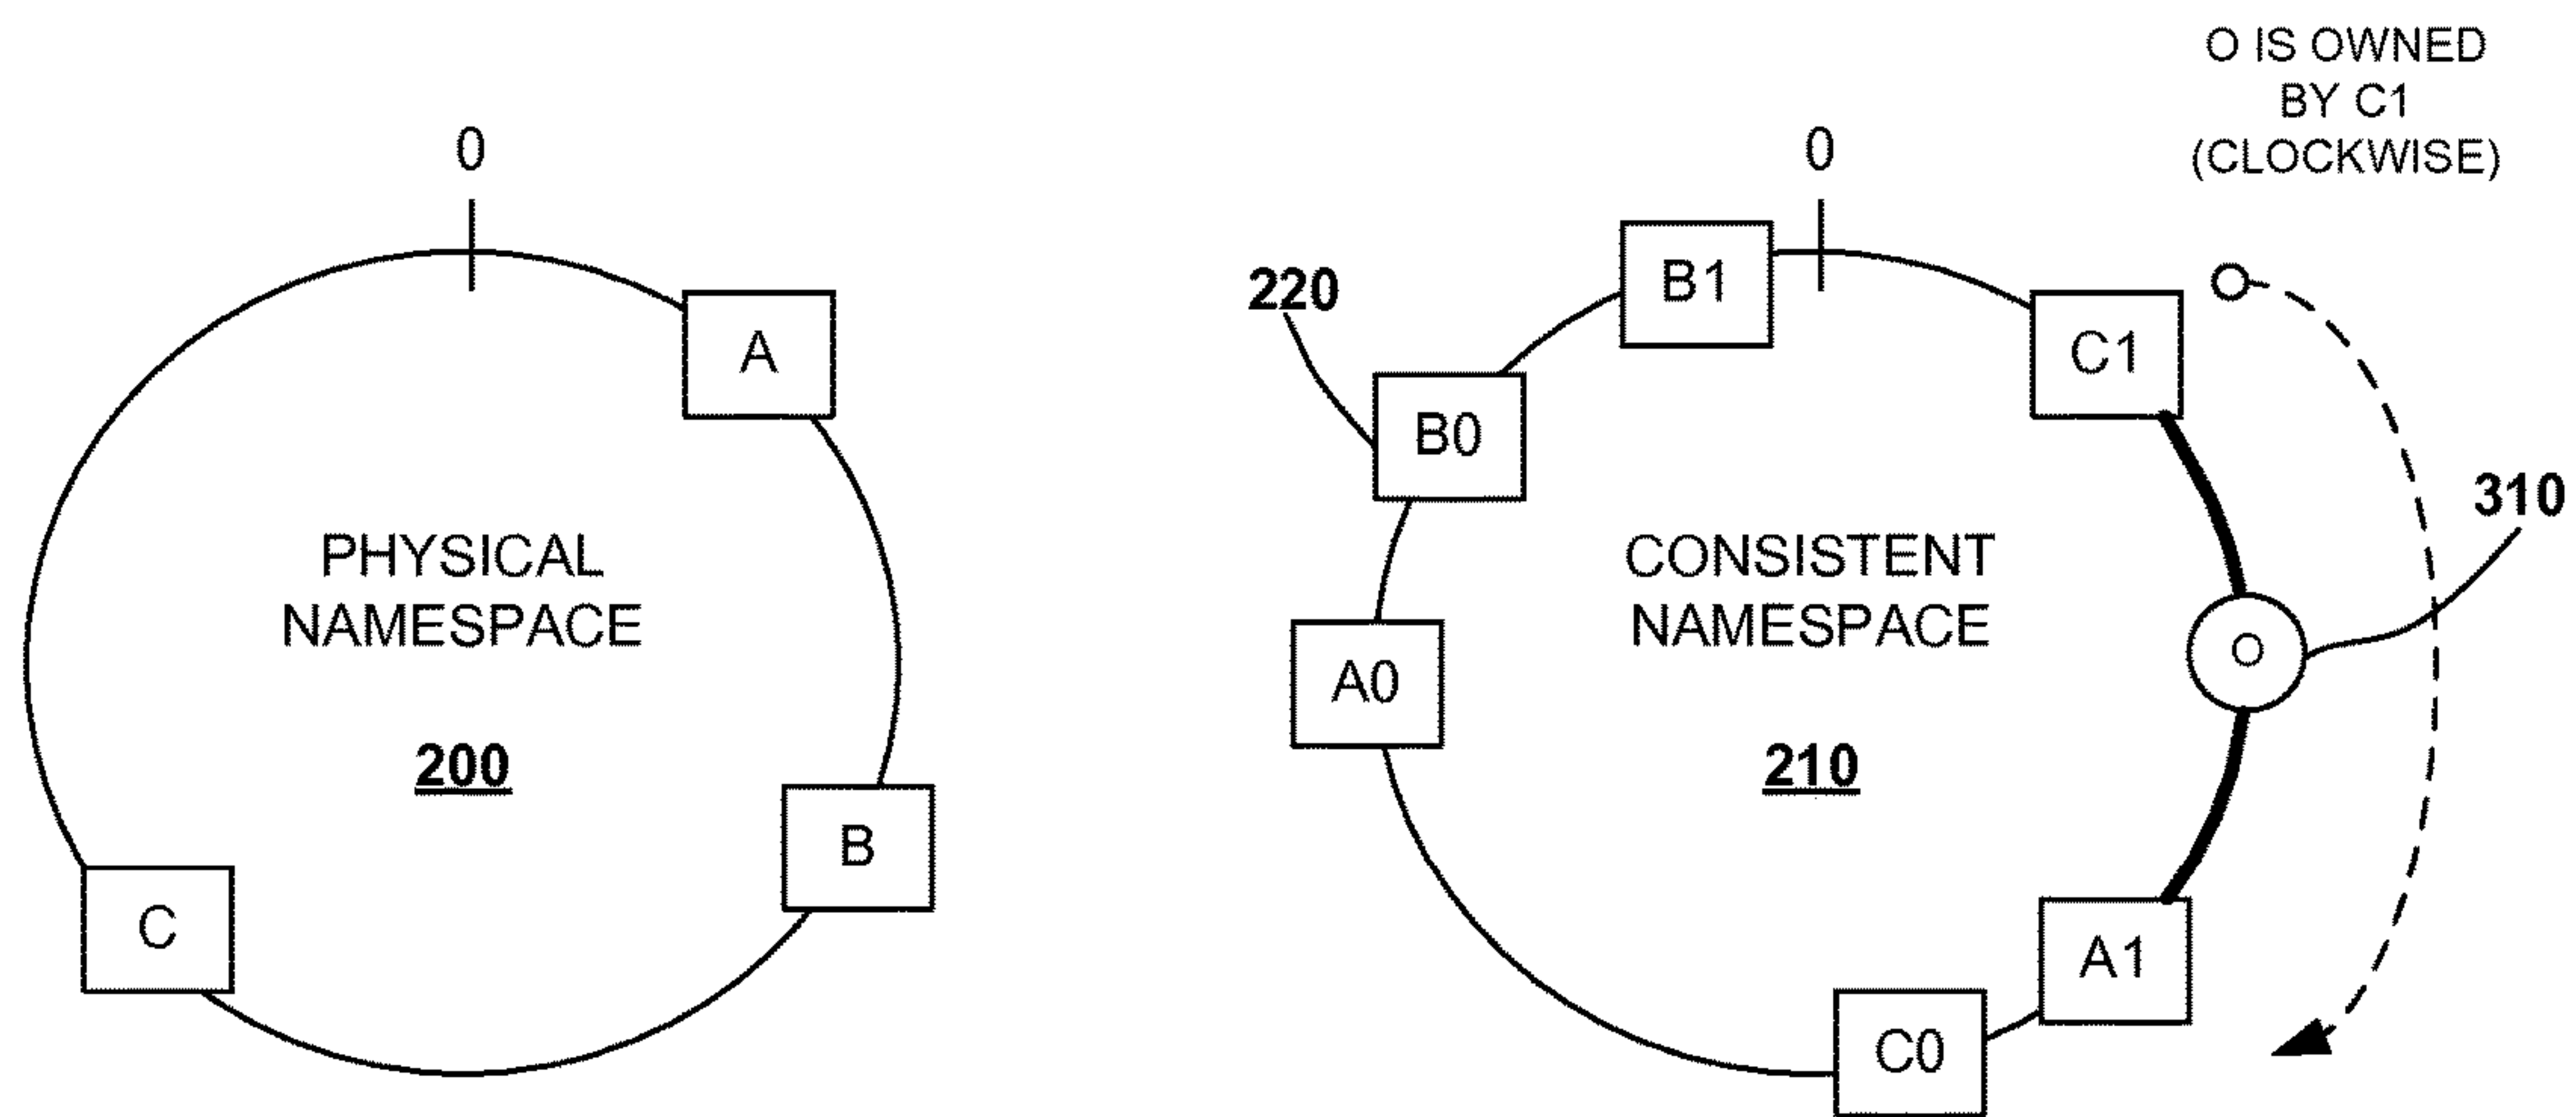 0
A
PHYSICAL
NAMESPACE
200
B
C
O IS OWNED
BY C1
(CLOCKWISE)
0
B1
220
C1
B0
310
CONSISTENT
NAMESPACE
O
A0
210
A1
C0